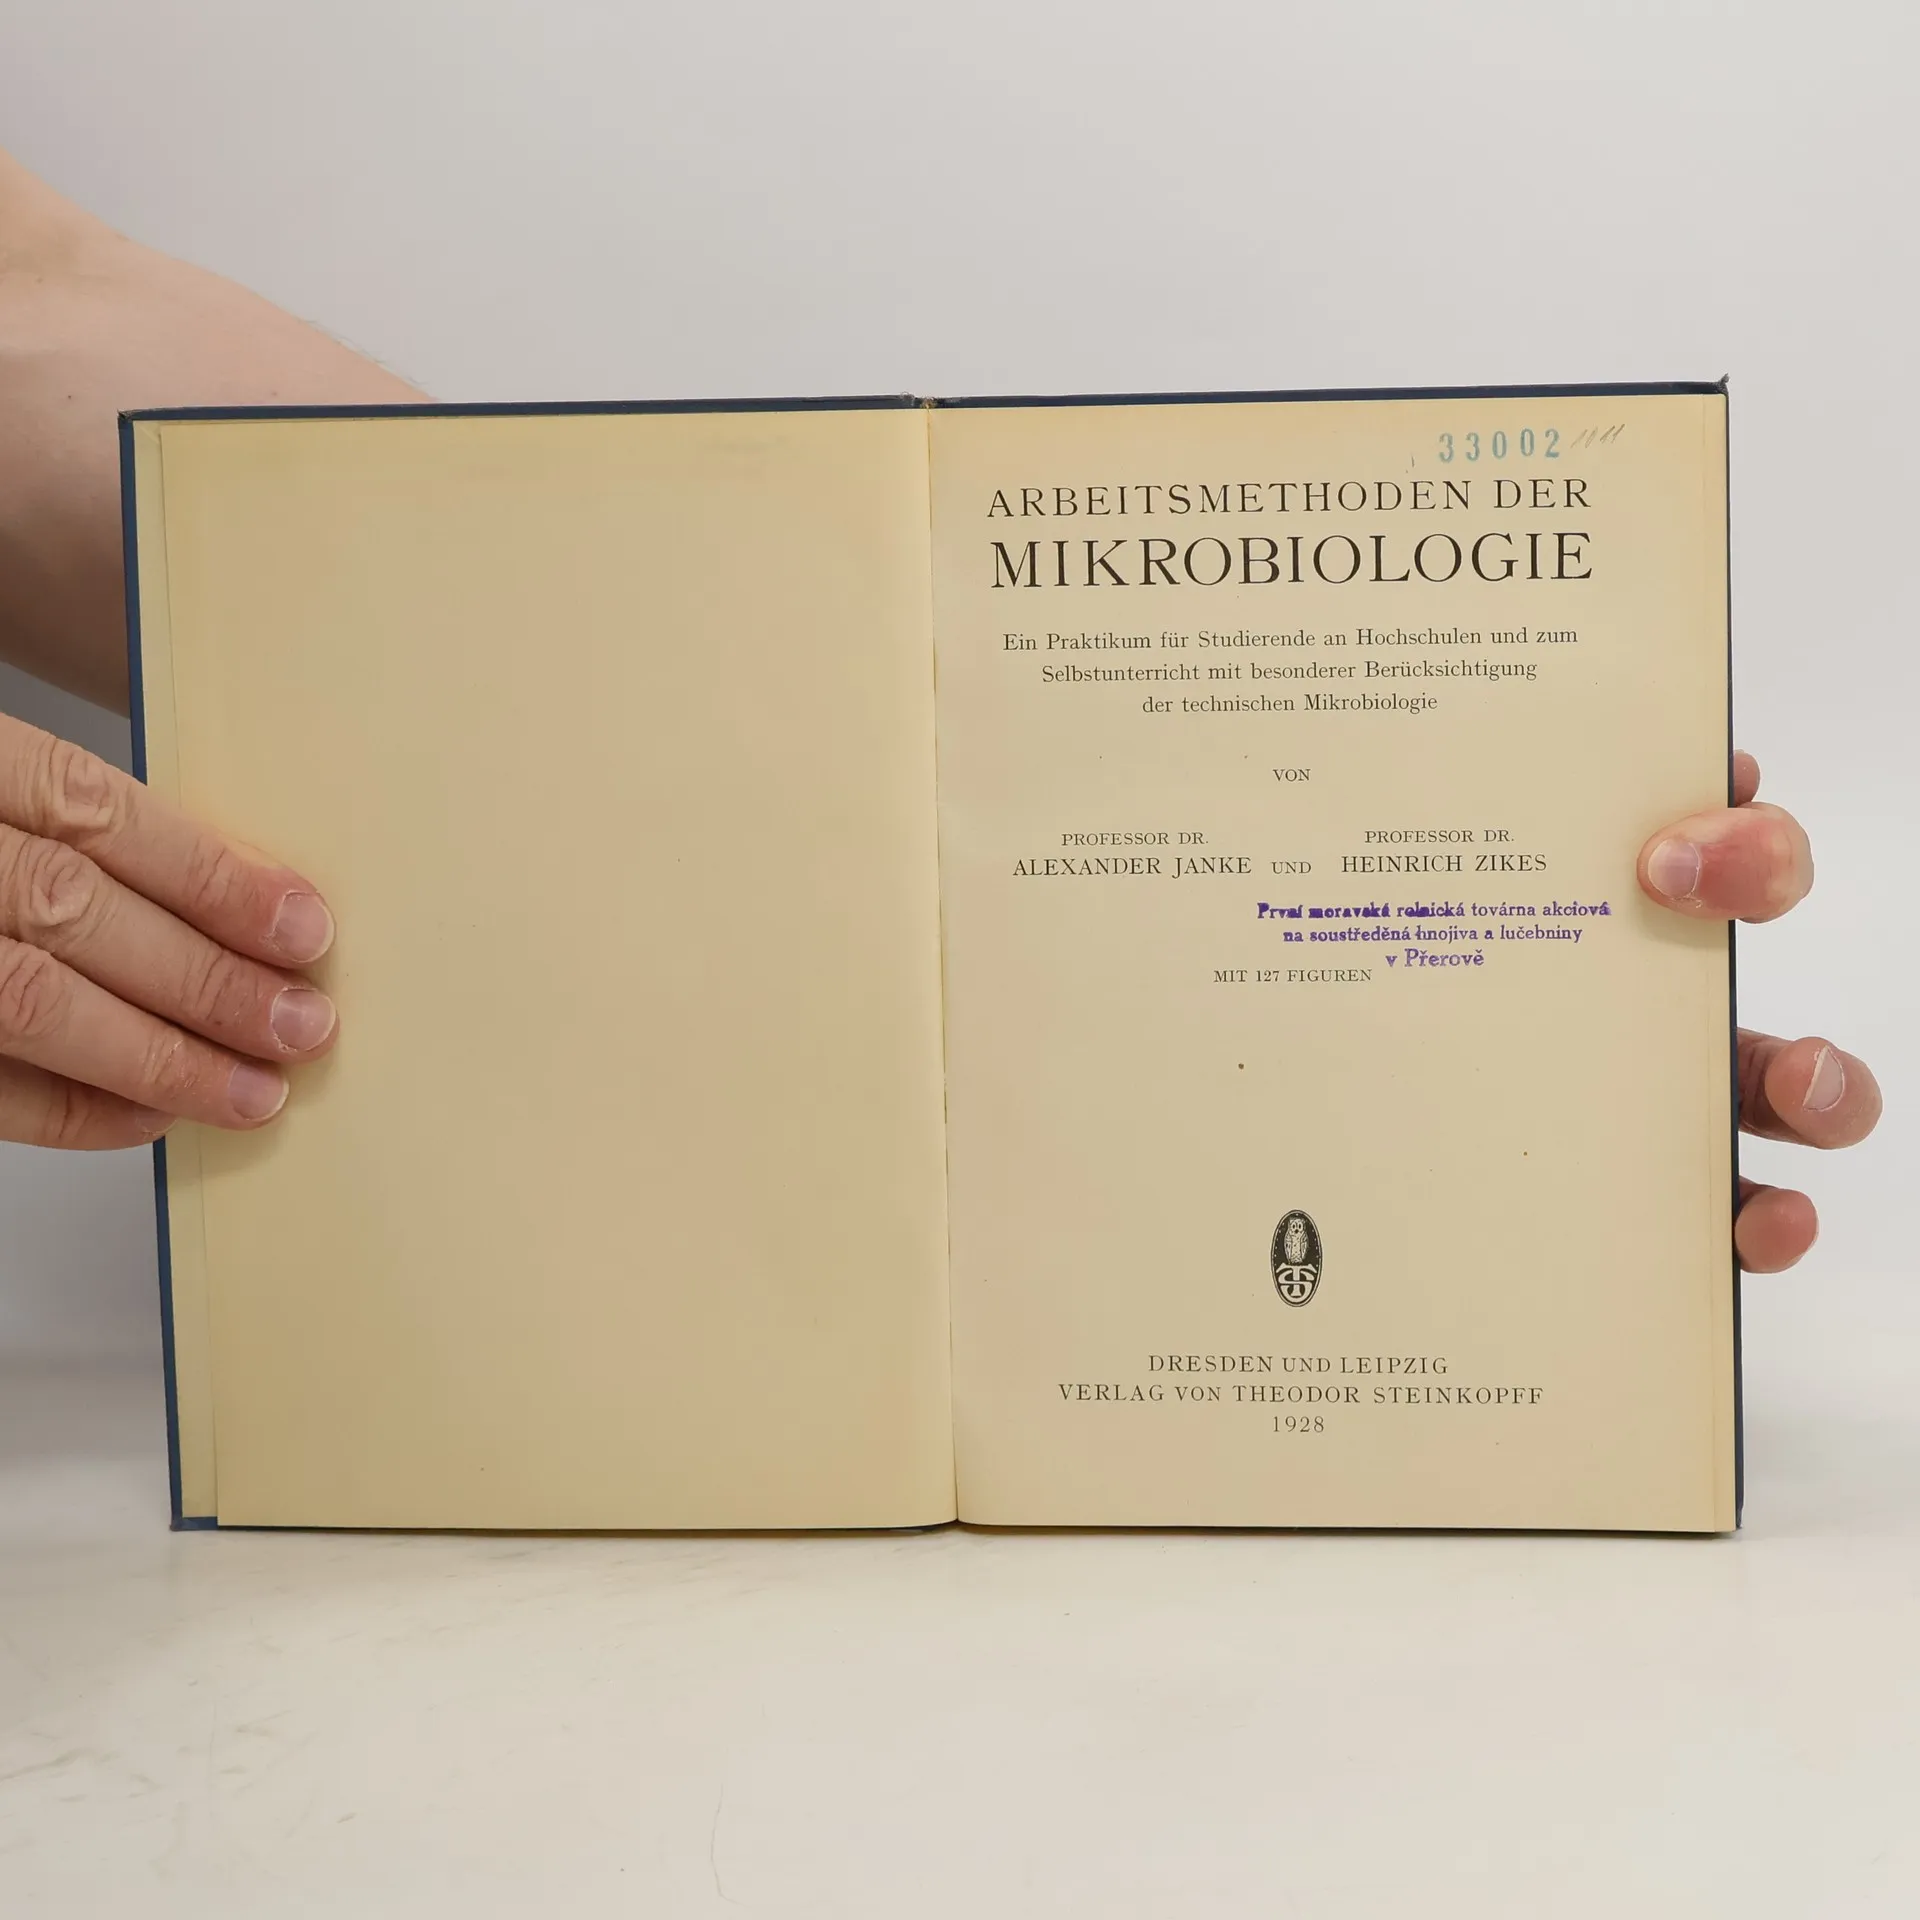 33002
ARBEITSMETHODEN DER
MIKROBIOLOGIE
Ein Praktikum für Studierende an Hochschulen und zum
Selbstunterricht mit besonderer Berücksichtigung
der technischen Mikrobiologie
VON
PROFESSOR DR. PROFESSOR DR.
ALEXANDER JANKE UND HEINRICH ZIKES
První moravská rolnická továrna akciová
na soustředěná hnojiva a lučebniny
v Přerově
MIT 127 FIGUREN
TS
DRESDEN UND LEIPZIG
VERLAG VON THEODOR STEINKOPFF
1928